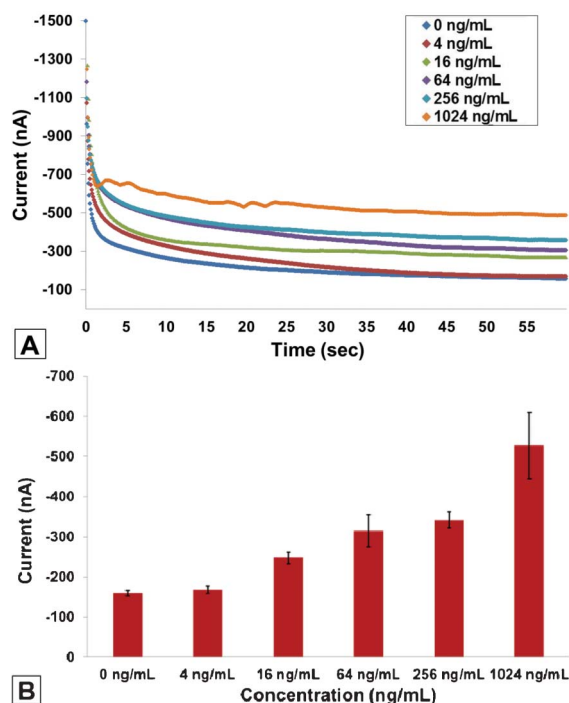 -1500
-1300
-1100
-900
-700
-500
-300
-100
Current (nA)
0 ng/mL
4 ng/mL
16 ng/mL
64 ng/mL
256 ng/mL
1024 ng/mL
0 5 10 15 20 25 30 35 40 45 50 55
Time (sec)
A
-700
-600
-500
-400
-300
-200
-100
0
Current (nA)
0 ng/mL 4 ng/mL 16 ng/mL 64 ng/mL 256 ng/mL 1024 ng/mL
Concentration (ng/mL)
B